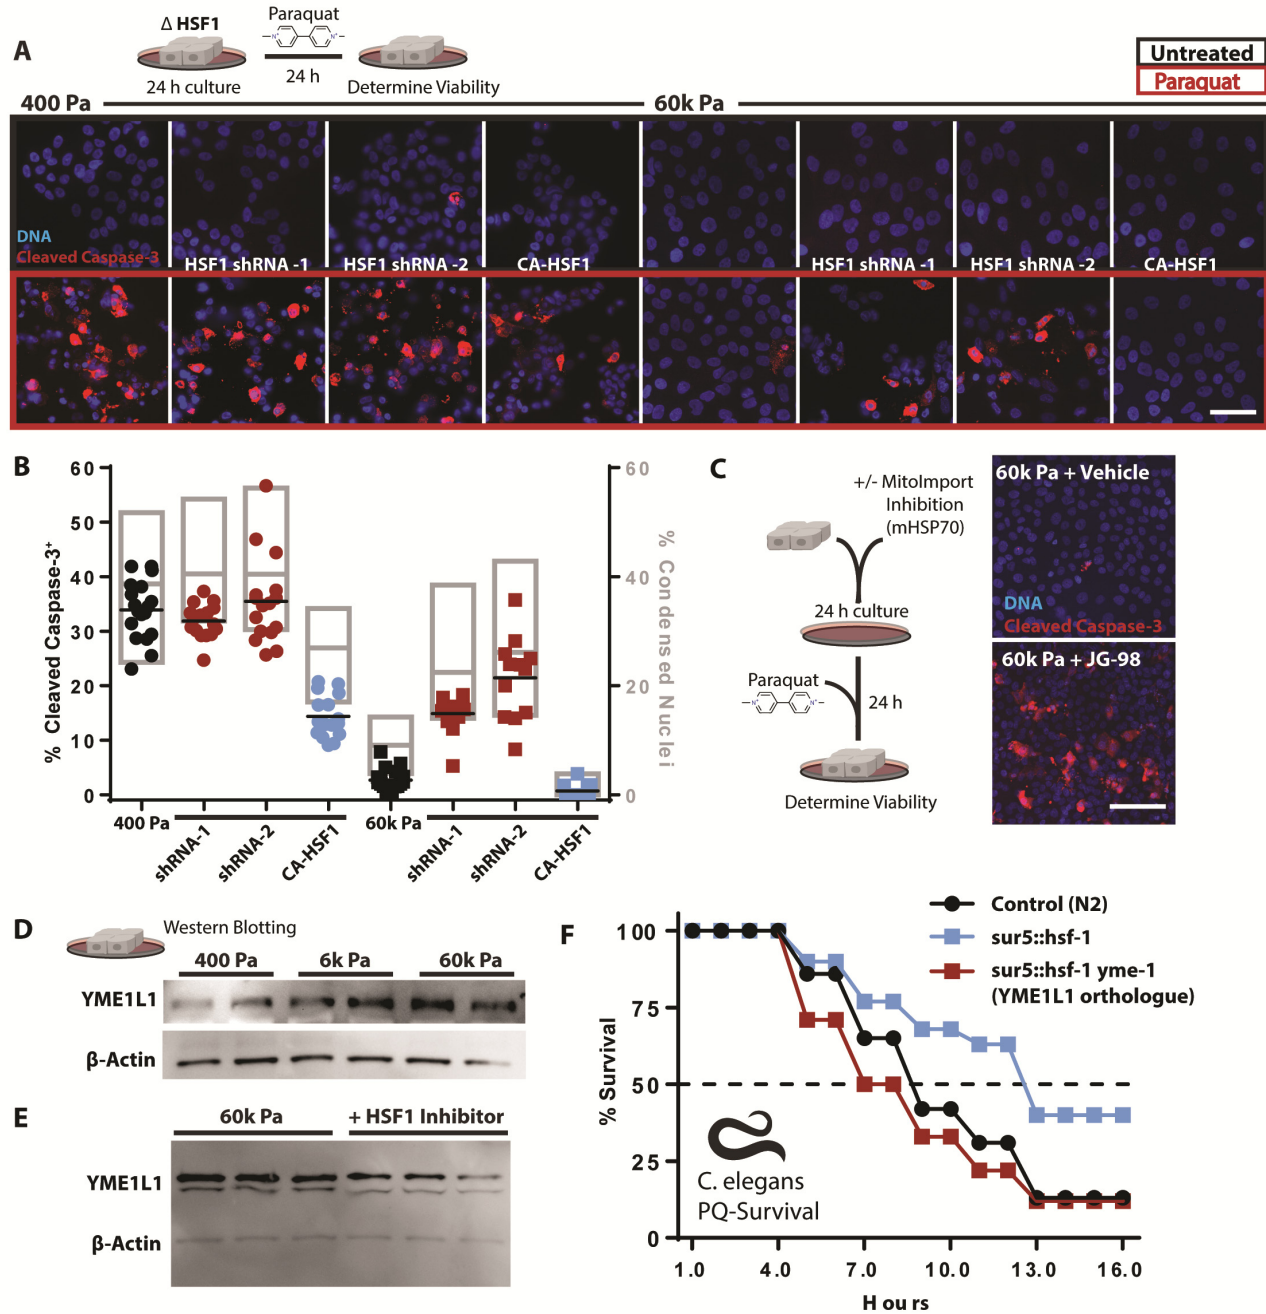 A
Δ HSF1
Paraquat
24 h culture
24 h
Determine Viability
Untreated
Paraquat
400 Pa
60k Pa
DNA
Cleaved Caspase-3
HSF1 shRNA -1
HSF1 shRNA -2
CA-HSF1
HSF1 shRNA -1
HSF1 shRNA -2
CA-HSF1
B
60
50
40
30
20
10
0
% Cleaved Caspase-3+
60
40
20
0
% Condensed Nuclei
400 Pa
shRNA-1
shRNA-2
CA-HSF1
60k Pa
shRNA-1
shRNA-2
CA-HSF1
C
+/- MitoImport
Inhibition
(mHSP70)
24 h culture
Paraquat
24 h
Determine Viability
60k Pa + Vehicle
DNA
Cleaved Caspase-3
60k Pa + JG-98
D
Western Blotting
400 Pa
6k Pa
60k Pa
YME1L1
β-Actin
E
60k Pa
+ HSF1 Inhibitor
YME1L1
β-Actin
F
Control (N2)
sur5::hsf-1
sur5::hsf-1 yme-1
(YME1L1 orthologue)
100
75
50
25
0
% Survival
C. elegans
PQ-Survival
1.0
4.0
7.0
10.0
13.0
16.0
Hours